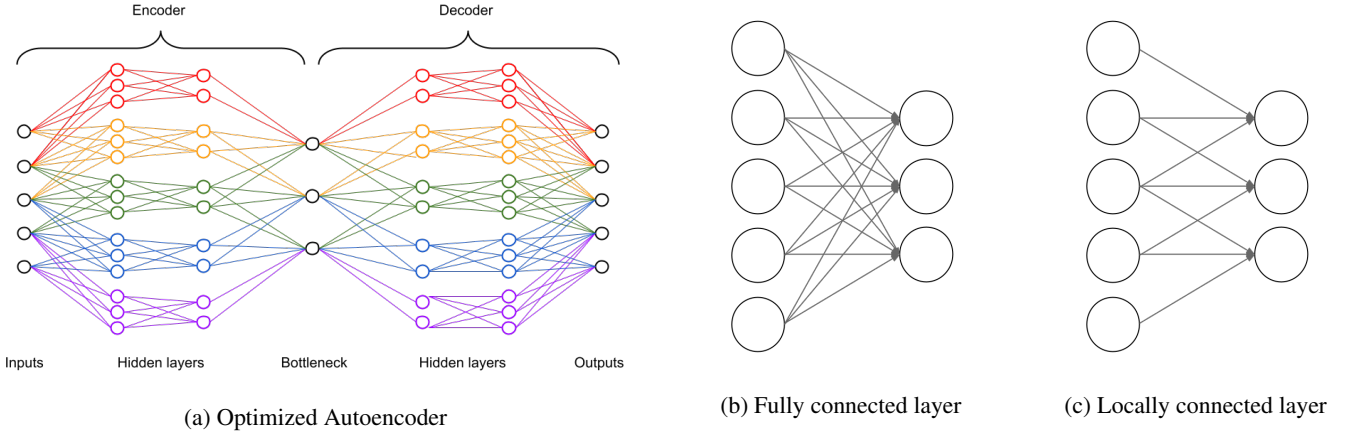 Encoder
Decoder
Inputs
Hidden layers
Bottleneck
Hidden layers
Outputs
(a) Optimized Autoencoder
(b) Fully connected layer
(c) Locally connected layer